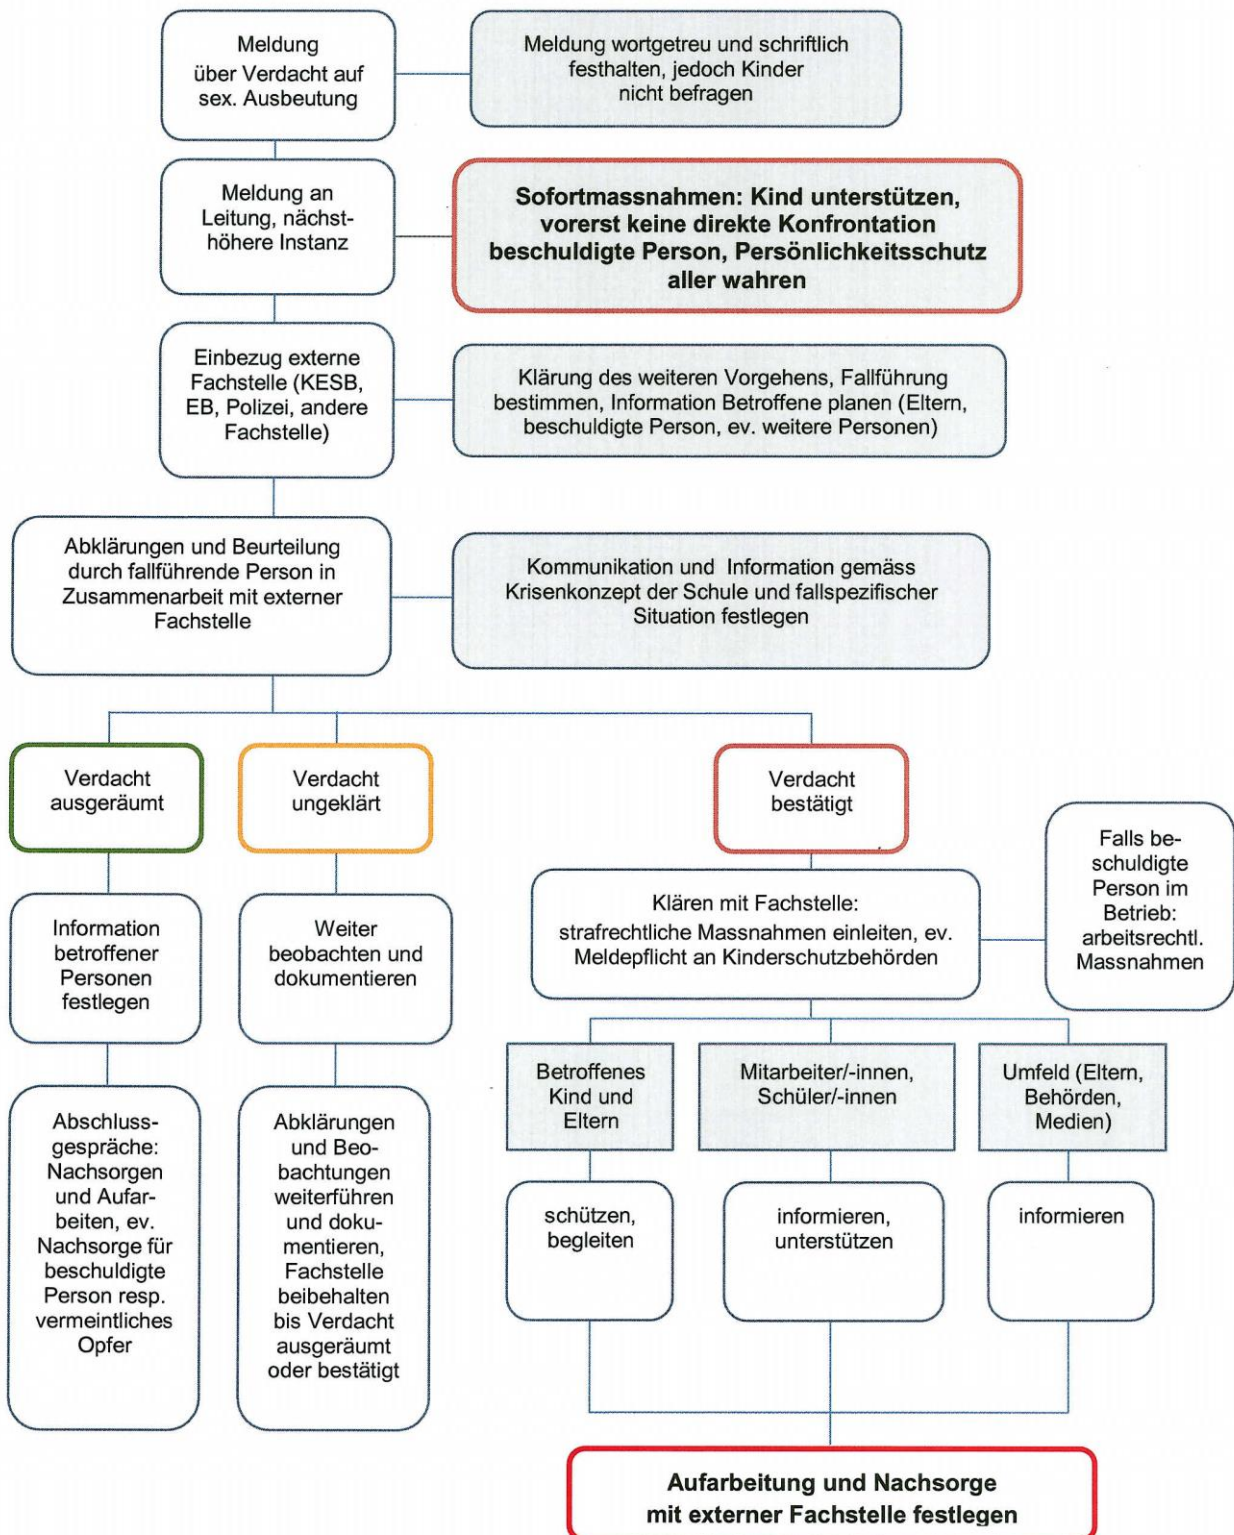 Meldung
über Verdacht auf
sex. Ausbeutung
Meldung wortgetreu und schriftlich
festhalten, jedoch Kinder
nicht befragen
Meldung an
Leitung, nächst-
höhere Instanz
Sofortmassnahmen: Kind unterstützen,
vorerst keine direkte Konfrontation
beschuldigte Person, Persönlichkeitsschutz
aller wahren
Einbezug externe
Fachstelle (KESB,
EB, Polizei, andere
Fachstelle)
Klärung des weiteren Vorgehens, Fallführung
bestimmen, Information Betroffene planen (Eltern,
beschuldigte Person, ev. weitere Personen)
Abklärungen und Beurteilung
durch fallführende Person in
Zusammenarbeit mit externer
Fachstelle
Kommunikation und Information gemäss
Krisenkonzept der Schule und fallspezifischer
Situation festlegen
Verdacht
ausgeräumt
Verdacht
ungeklärt
Verdacht
bestätigt
Falls be-
schuldigte
Person im
Betrieb:
arbeitsrechtl.
Massnahmen
Information
betroffener
Personen
festlegen
Weiter
beobachten und
dokumentieren
Klären mit Fachstelle:
strafrechtliche Massnahmen einleiten, ev.
Meldepflicht an Kinderschutzbehörden
Betroffenes
Kind und
Eltern
Mitarbeiter/-innen,
Schüler/-innen
Umfeld (Eltern,
Behörden,
Medien)
Abschluss-
gespräche:
Nachsorgen
und Aufar-
beiten, ev.
Nachsorge für
beschuldigte
Person resp.
vermeintliches
Opfer
Abklärungen
und Beo-
bachtungen
weiterführen
und doku-
mentieren,
Fachstelle
beibehalten
bis Verdacht
ausgeräumt
oder bestätigt
schützen,
begleiten
informieren,
unterstützen
informieren
Aufarbeitung und Nachsorge
mit externer Fachstelle festlegen